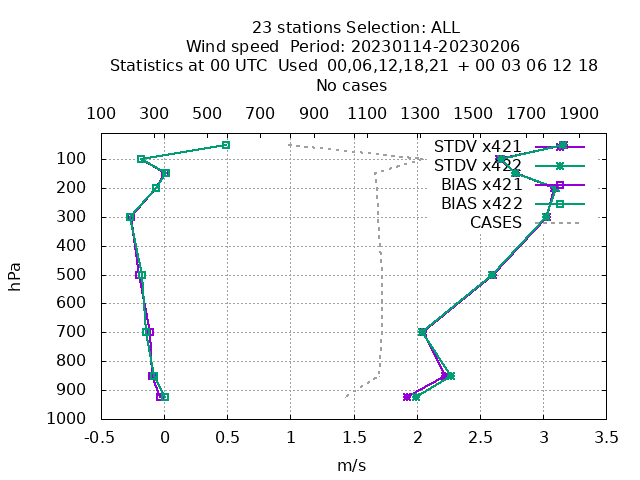 23 stations Selection: ALL
Wind speed  Period: 20230114-20230206
Statistics at 00 UTC  Used  00,06,12,18,21  + 00 03 06 12 18
No cases
100 300 500 700 900 1100 1300 1500 1700 1900
STDV x421
100
STDV x422
BIAS x421
200
BIAS x422
300
CASES
400
hPa
500
600
700
800
900
1000
-0.5 0 0.5 1 1.5 2 2.5 3 3.5
m/s